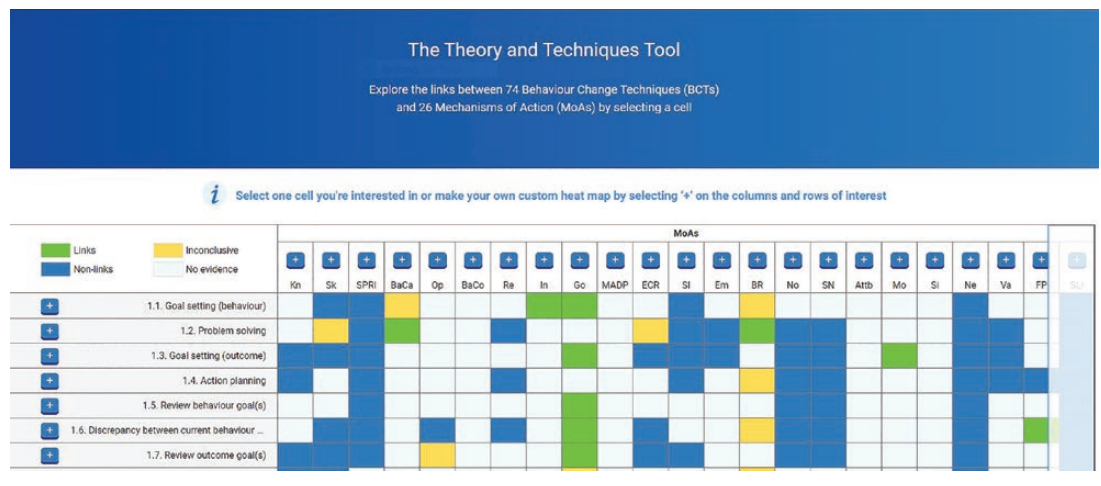 The Theory and Techniques Tool
Explore the links between 74 Behaviour Change Techniques (BCTs)
and 26 Mechanisms of Action (MoAs) by selecting a cell
i Select one cell you're interested in or make your own custom heat map by selecting '+' on the columns and rows of interest
MoAs
Links Inconclusive
Non-links No evidence
+ + + + + + + + + + + + + + + + + + + + + + +
Kn Sk SPRI BaCa Op BaCo Re In Go MADP ECR SI Em BR No SN Attb Mo Si Ne Va FP
+ 1.1. Goal setting (behaviour)
+ 1.2. Problem solving
+ 1.3. Goal setting (outcome)
+ 1.4. Action planning
+ 1.5. Review behaviour goal(s)
+ 1.6. Discrepancy between current behaviour ...
+ 1.7. Review outcome goal(s)